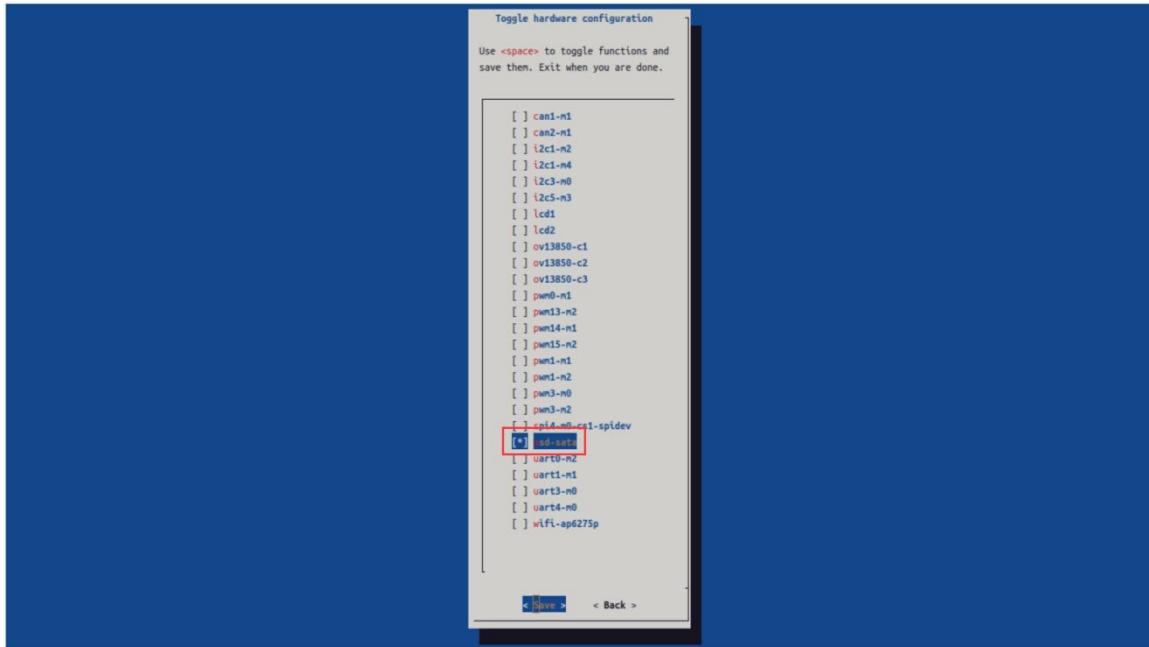 Toggle hardware configuration
Use <space> to toggle functions and
save them. Exit when you are done.
[ ] can1-m1
[ ] can2-m1
[ ] i2c1-m2
[ ] i2c1-m4
[ ] i2c3-m0
[ ] i2c5-m3
[ ] lcd1
[ ] lcd2
[ ] ov13850-c1
[ ] ov13850-c2
[ ] ov13850-c3
[ ] pwm0-m1
[ ] pwm13-m2
[ ] pwm14-m1
[ ] pwm15-m2
[ ] pwm1-m1
[ ] pwm1-m2
[ ] pwm3-m0
[ ] pwm3-m2
[ ] spi4-m0-cs1-spidev
[*] ssd-sata
[ ] uart0-m2
[ ] uart1-m1
[ ] uart3-m0
[ ] uart4-m0
[ ] wifi-ap6275p
< Save > < Back >